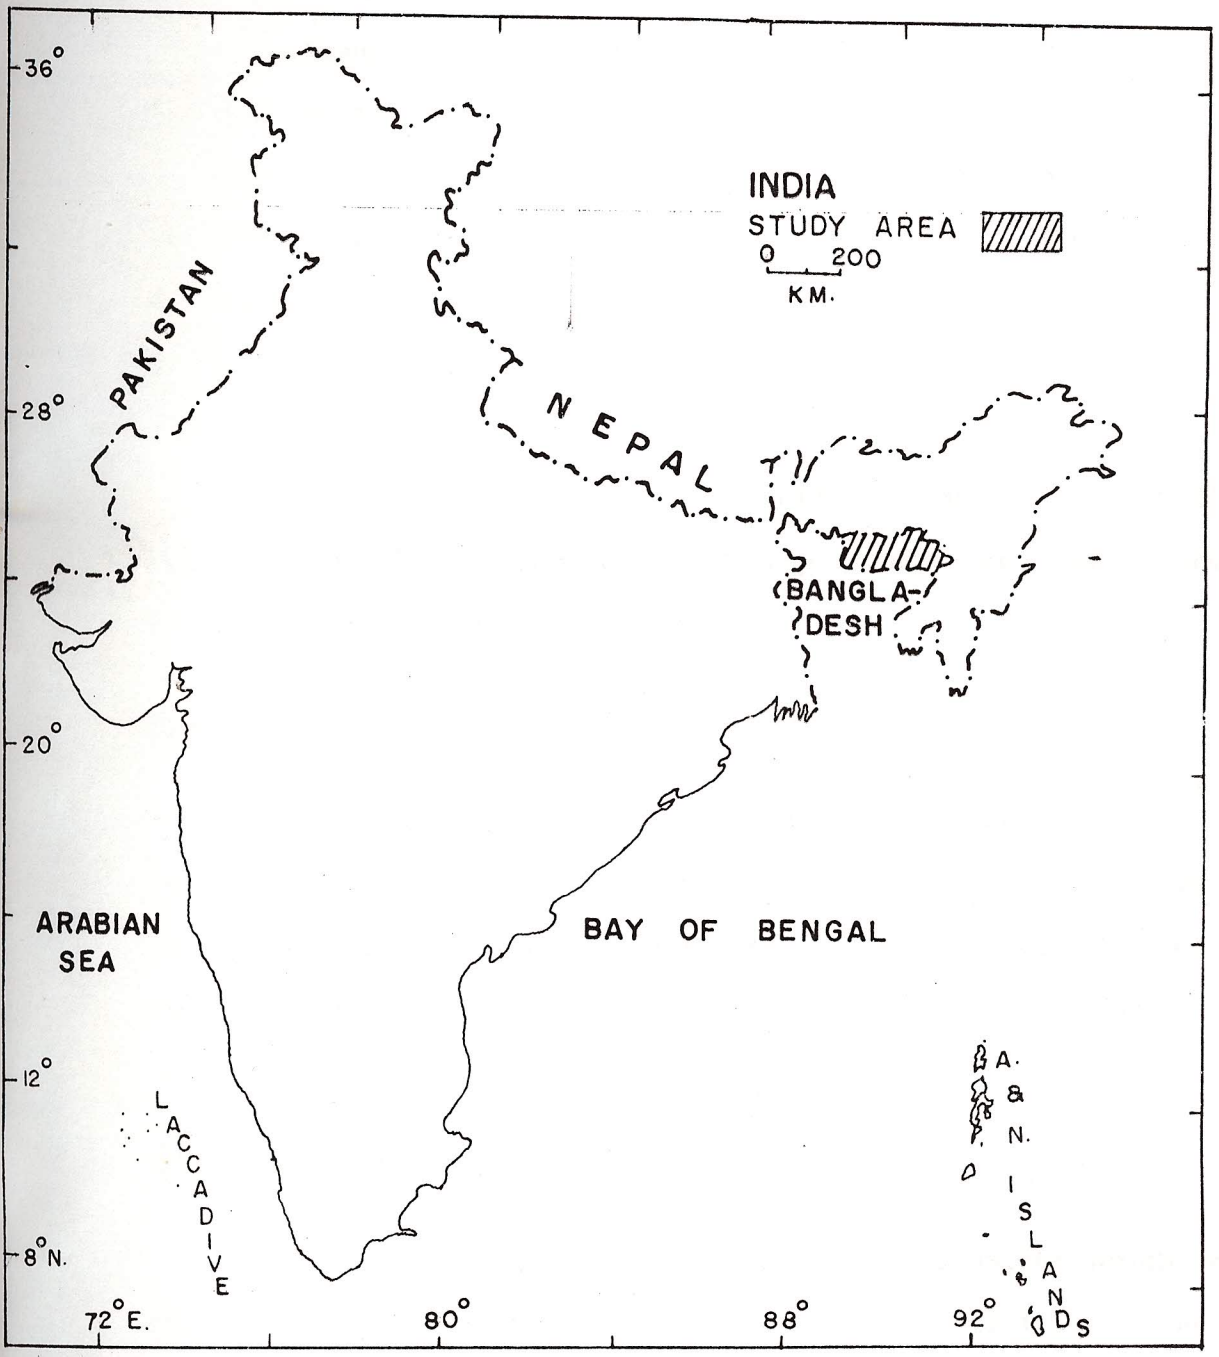 36°
INDIA
STUDY AREA
0 200
KM.
PAKISTAN
28°
NEPAL
BANGLA-
DESH
20°
ARABIAN
SEA
BAY OF BENGAL
12°
A. & N. ISLANDS
LACCADIVE
8°N.
72°E. 80° 88° 92°